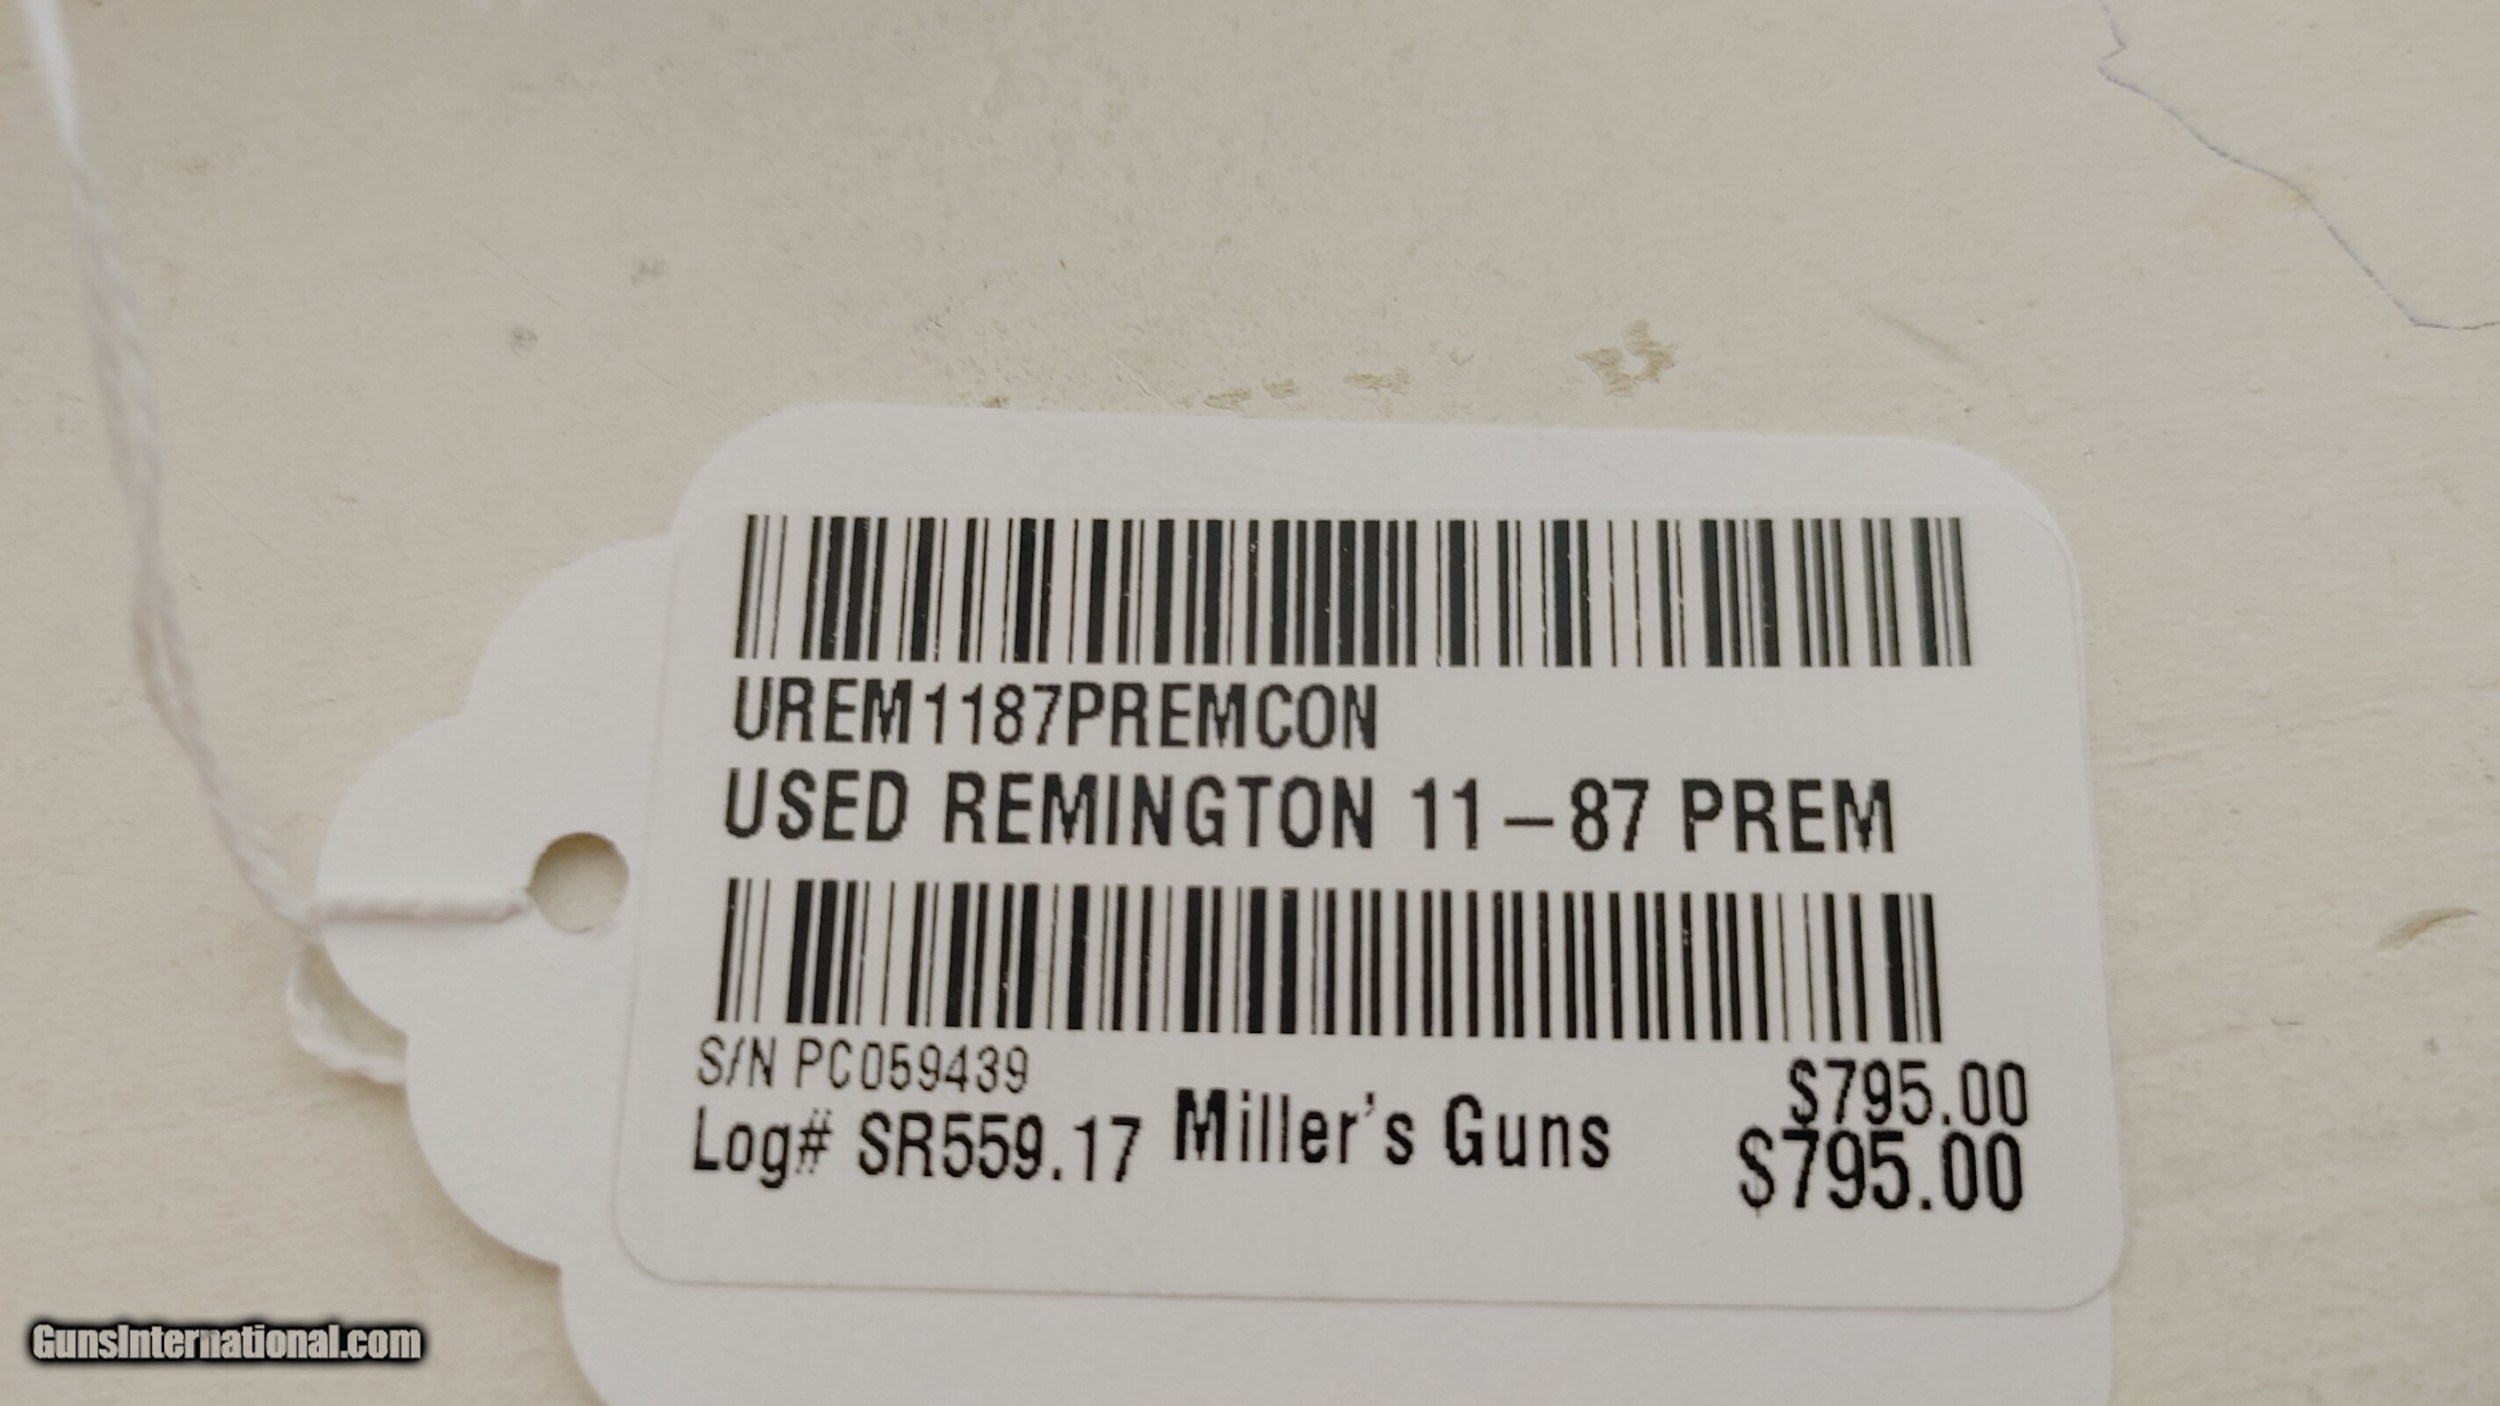 UREM1187PREMCON
USED REMINGTON 11-87 PREM
S/N PC059439
$795.00
Log# SR559.17 Miller's Guns
$795.00
GunsInternational.com